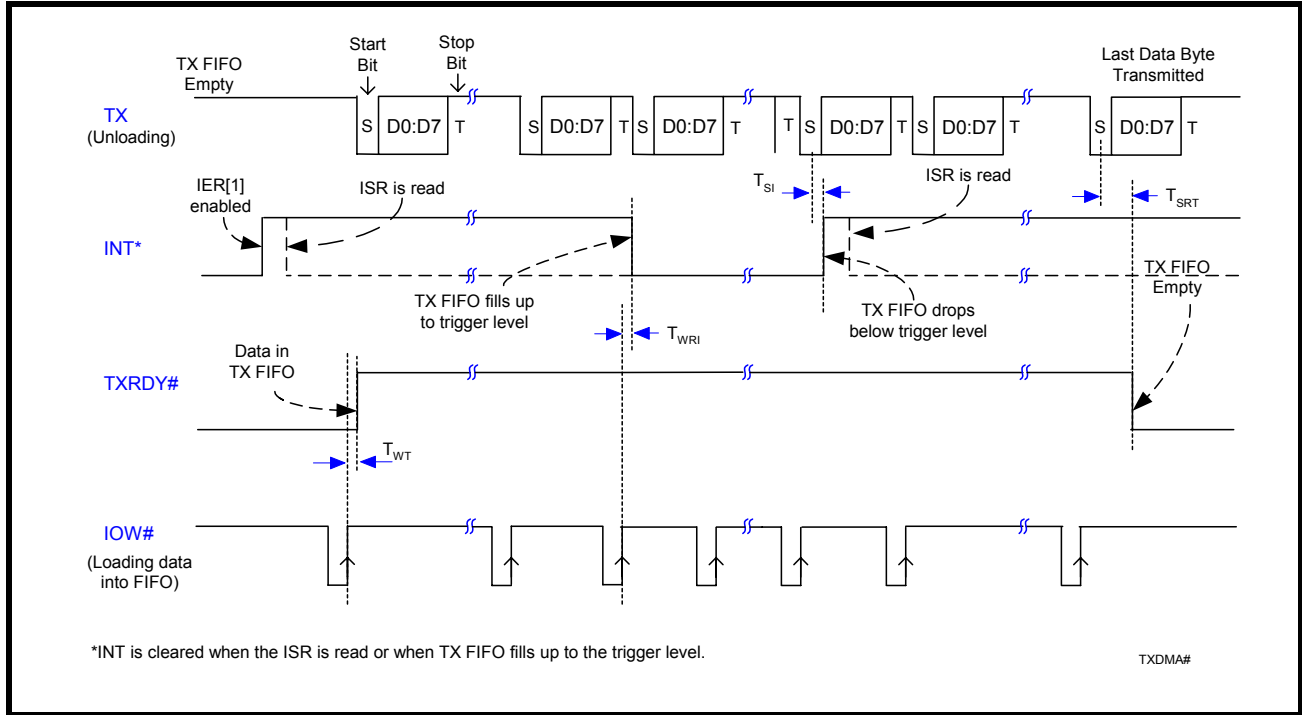 Start
Bit
Stop
Bit
TX FIFO
Empty
Last Data Byte
Transmitted
TX
(Unloading)
S D0:D7 T
S D0:D7 T S D0:D7 T
T S D0:D7 T S D0:D7 T
S D0:D7 T
IER[1]
enabled
ISR is read
TSI
ISR is read
TSRT
INT*
TX FIFO fills up
to trigger level
TX FIFO drops
below trigger level
TX FIFO
Empty
TWRI
Data in
TX FIFO
TXRDY#
TWT
IOW#
(Loading data
into FIFO)
*INT is cleared when the ISR is read or when TX FIFO fills up to the trigger level.
TXDMA#